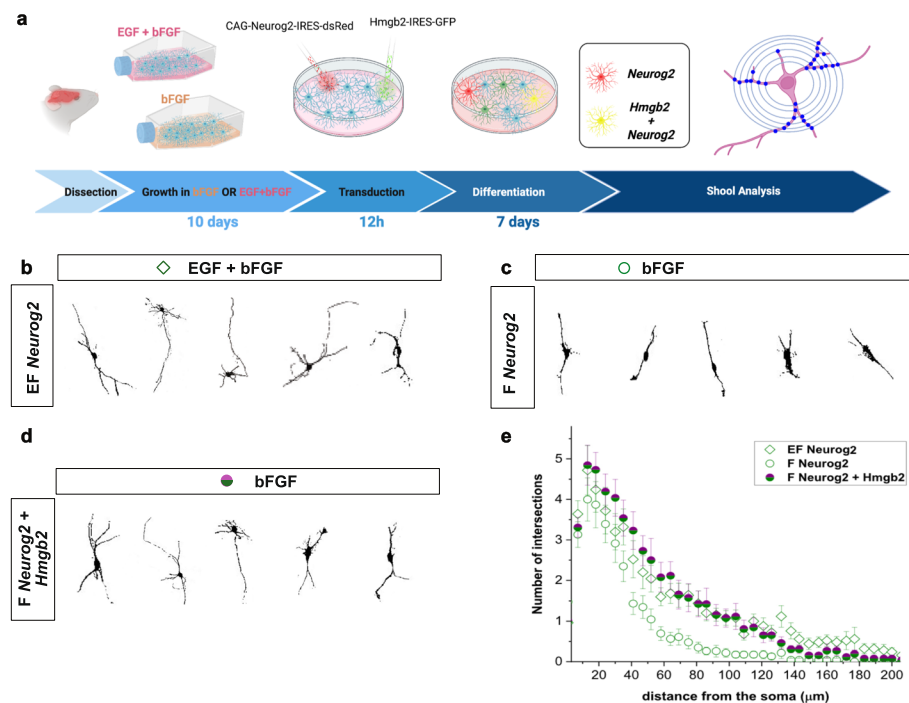 a
EGF + bFGF
bFGF
CAG-Neurog2-IRES-dsRed
Hmgb2-IRES-GFP
Neurog2
Hmgb2
+
Neurog2
Dissection
Growth in bFGF OR EGF+bFGF
Transduction
Differentiation
Shool Analysis
10 days
12h
7 days
b
EGF + bFGF
EF Neurog2
c
bFGF
F Neurog2
d
bFGF
F Neurog2 +
Hmgb2
e
EF Neurog2
F Neurog2
F Neurog2 + Hmgb2
Number of intersections
5
4
3
2
1
0
20 40 60 80 100 120 140 160 180 200
distance from the soma (μm)